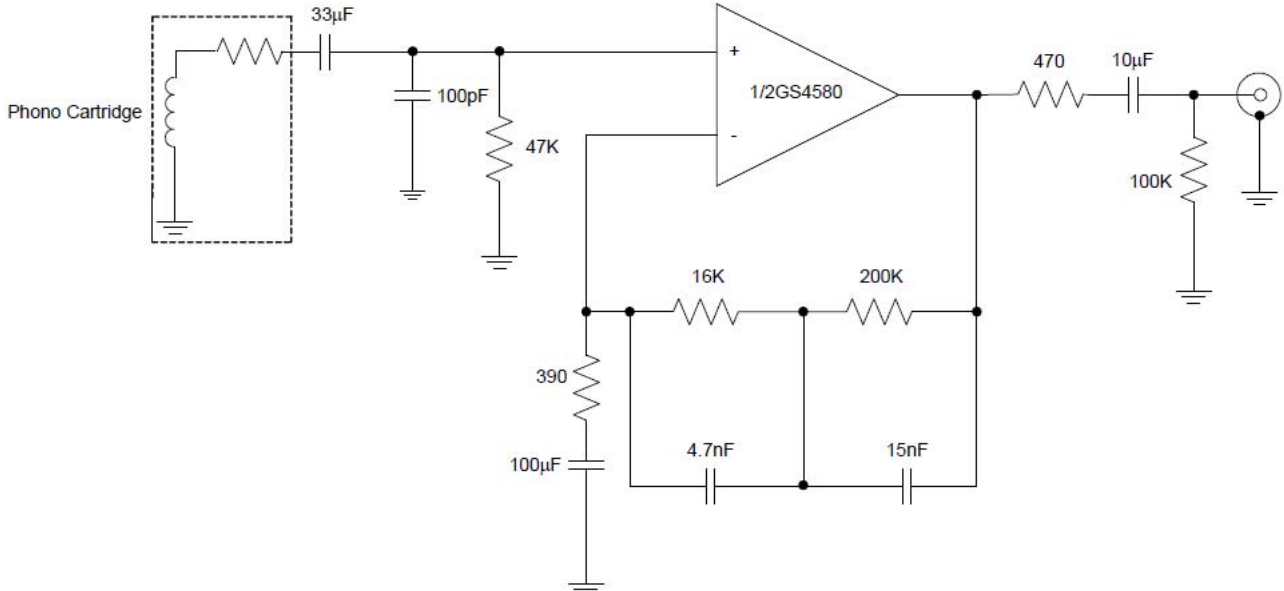 33μF
Phono Cartridge
100pF
47K
+
1/2GS4580
-
470
10μF
100K
16K
200K
390
100μF
4.7nF
15nF